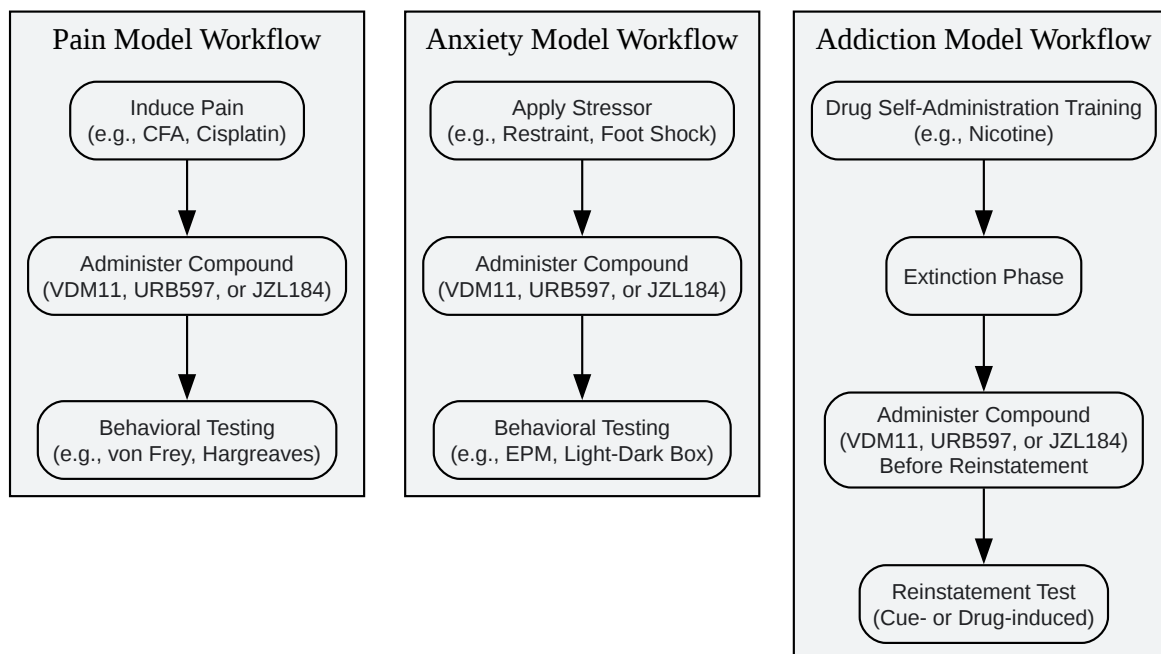 Pain Model Workflow
Induce Pain
(e.g., CFA, Cisplatin)
Administer Compound
(VDM11, URB597, or JZL184)
Behavioral Testing
(e.g., von Frey, Hargreaves)
Anxiety Model Workflow
Apply Stressor
(e.g., Restraint, Foot Shock)
Administer Compound
(VDM11, URB597, or JZL184)
Behavioral Testing
(e.g., EPM, Light-Dark Box)
Addiction Model Workflow
Drug Self-Administration Training
(e.g., Nicotine)
Extinction Phase
Administer Compound
(VDM11, URB597, or JZL184)
Before Reinstatement
Reinstatement Test
(Cue- or Drug-induced)